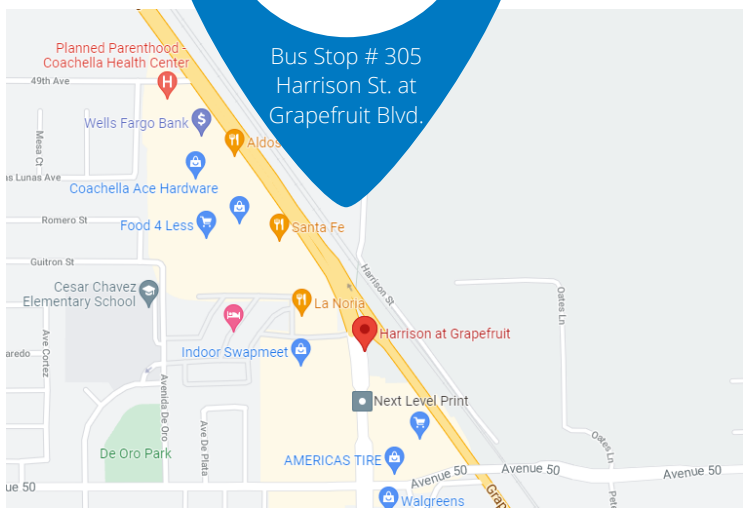 Bus Stop # 305
Harrison St. at
Grapefruit Blvd.
Planned Parenthood -
Coachella Health Center
49th Ave
Wells Fargo Bank
Aldos
Mesa Ct
as Lunas Ave
Coachella Ace Hardware
Romero St
Food 4 Less
Santa Fe
Guitron St
Harrison St
Cesar Chavez
Elementary School
Oates Ln
La Noria
Harrison at Grapefruit
Ave Cortez
aredo
Indoor Swapmeet
Avenida De Oro
Next Level Print
Ave De Plata
De Oro Park
Oates Ln
AMERICAS TIRE
Avenue 50
Avenue 50
Avenue 50
ue 50
Walgreens
Grap
Pete